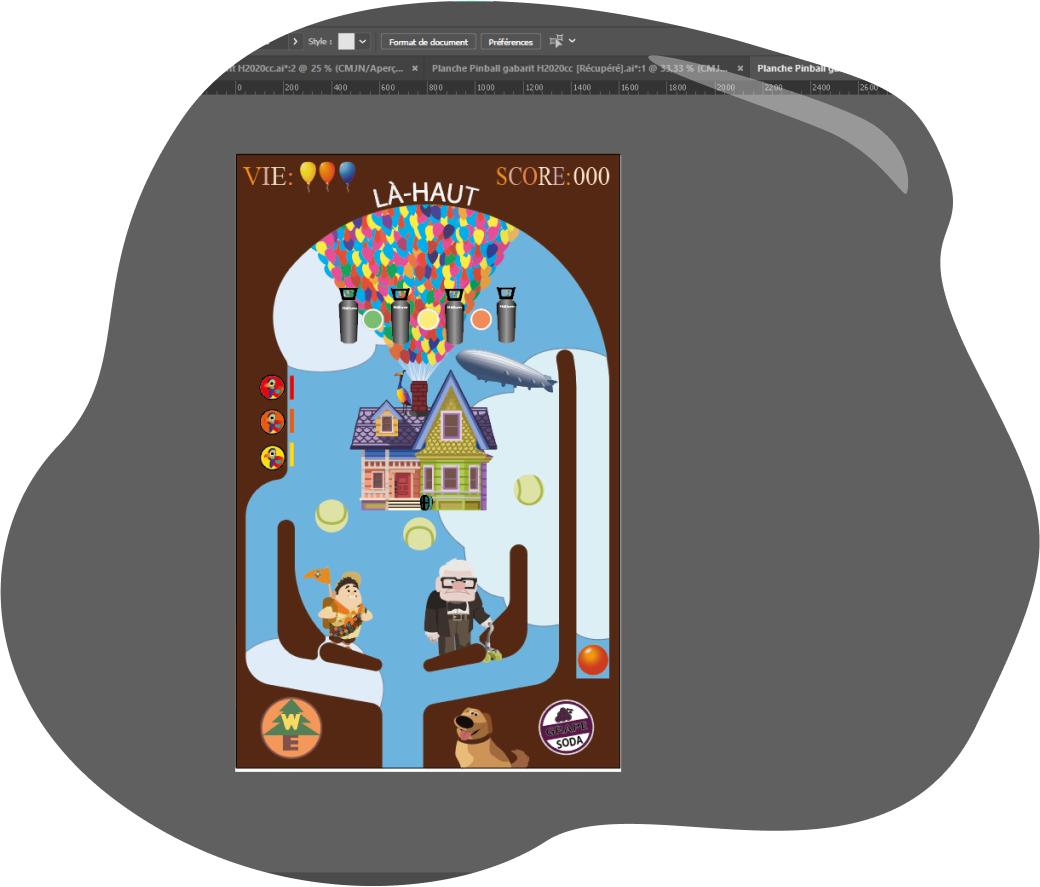 Style :
Format de document
Préférences
it H2020cc.ai*:2 @ 25 % (CMJN/Aperç...
Planche Pinball gabarit H2020cc [Récupéré].ai*:1 @ 33,33 % (CMJ...
Planche Pinball ga
0 200 400 600 800 1000 1200 1400 1600 1800 2000 2200 2400 2600
VIE:
SCORE:000
LÀ-HAUT
W
E
GRAPE
SODA